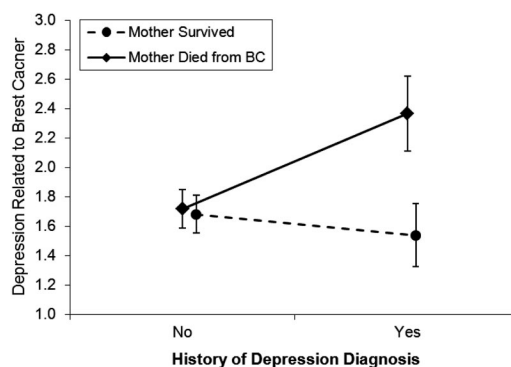 Mother Survived
Mother Died from BC
Depression Related to Brest Cacner
3.0
2.8
2.6
2.4
2.2
2.0
1.8
1.6
1.4
1.2
1.0
No
Yes
History of Depression Diagnosis